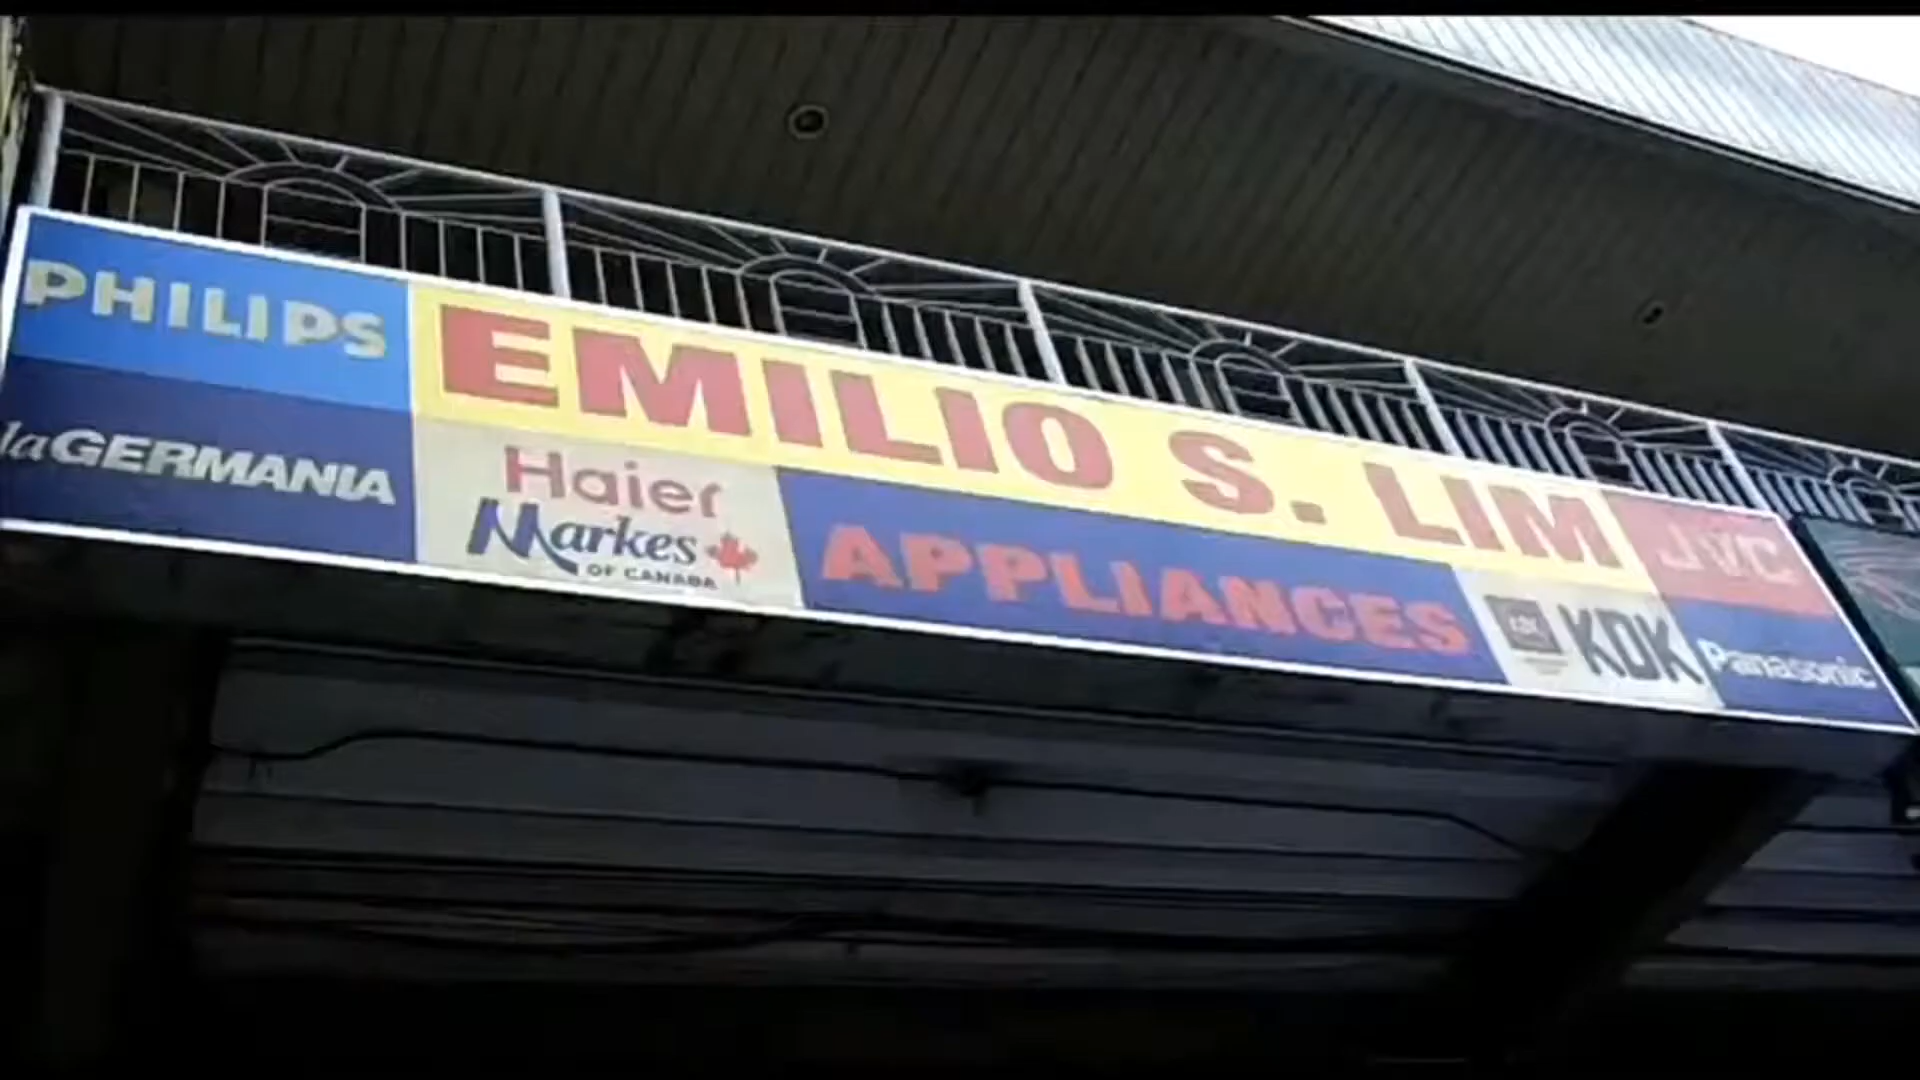 PHILIPS
laGERMANIA
EMILIO S. LIM
Haier
Markes
OF CANADA
APPLIANCES
KDK
JVC
Panasonic